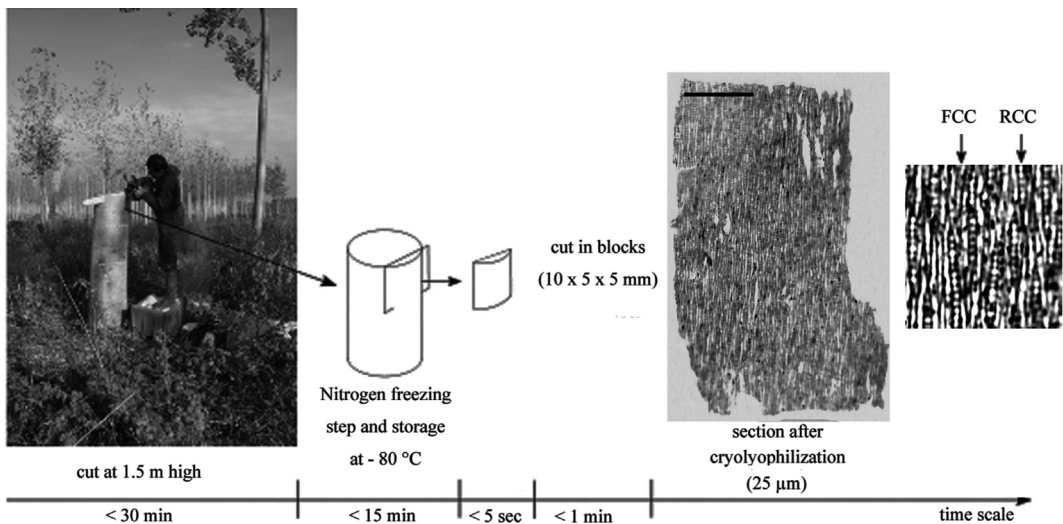 FCC
RCC
cut in blocks
(10 x 5 x 5 mm)
Nitrogen freezing
step and storage
at - 80 °C
section after
cryolyophilization
(25 µm)
cut at 1.5 m high
< 30 min
< 15 min
< 5 sec
< 1 min
time scale